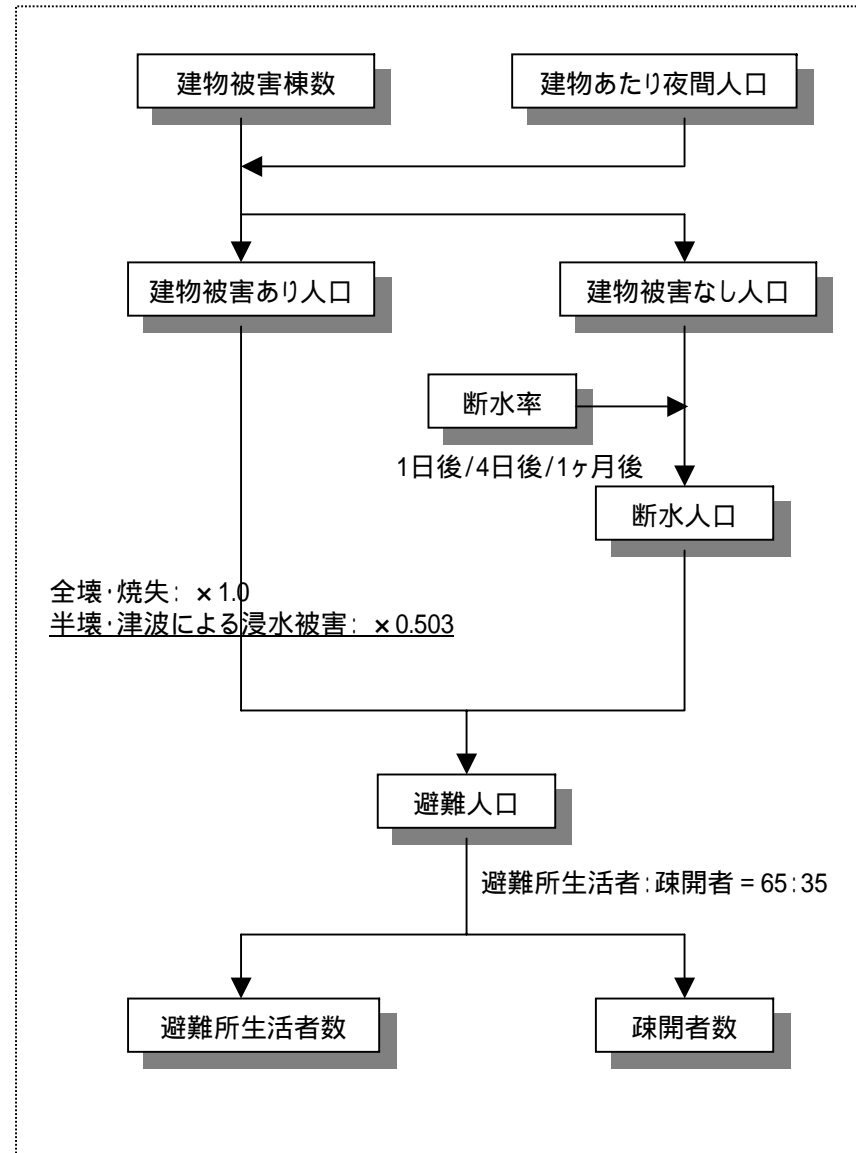 建物被害棟数
建物あたり夜間人口
建物被害あり人口
建物被害なし人口
断水率
1日後/4日後/1ヶ月後
断水人口
全壊・焼失: ×1.0
半壊・津波による浸水被害: ×0.503
避難人口
避難所生活者:疎開者 = 65:35
避難所生活者数
疎開者数